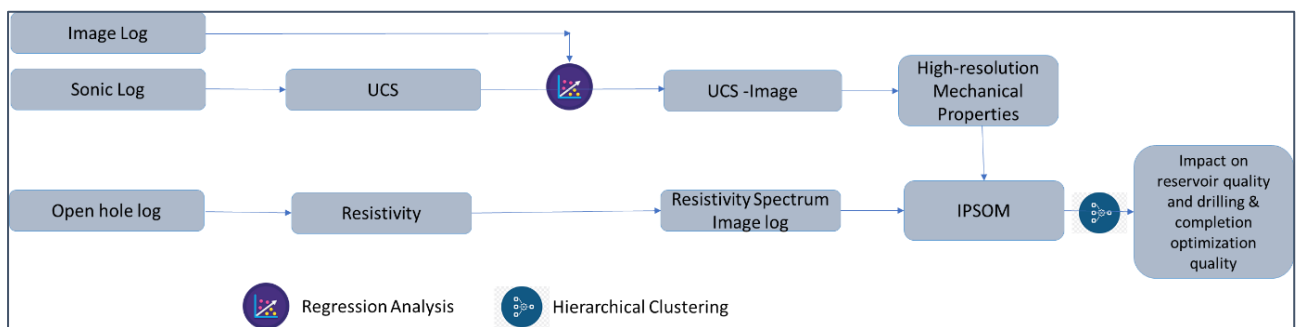 Image Log
Sonic Log
UCS
UCS -Image
High-resolution
Mechanical
Properties
Open hole log
Resistivity
Resistivity Spectrum
Image log
IPSOM
Impact on
reservoir quality
and drilling &
completion
optimization
quality
Regression Analysis
Hierarchical Clustering